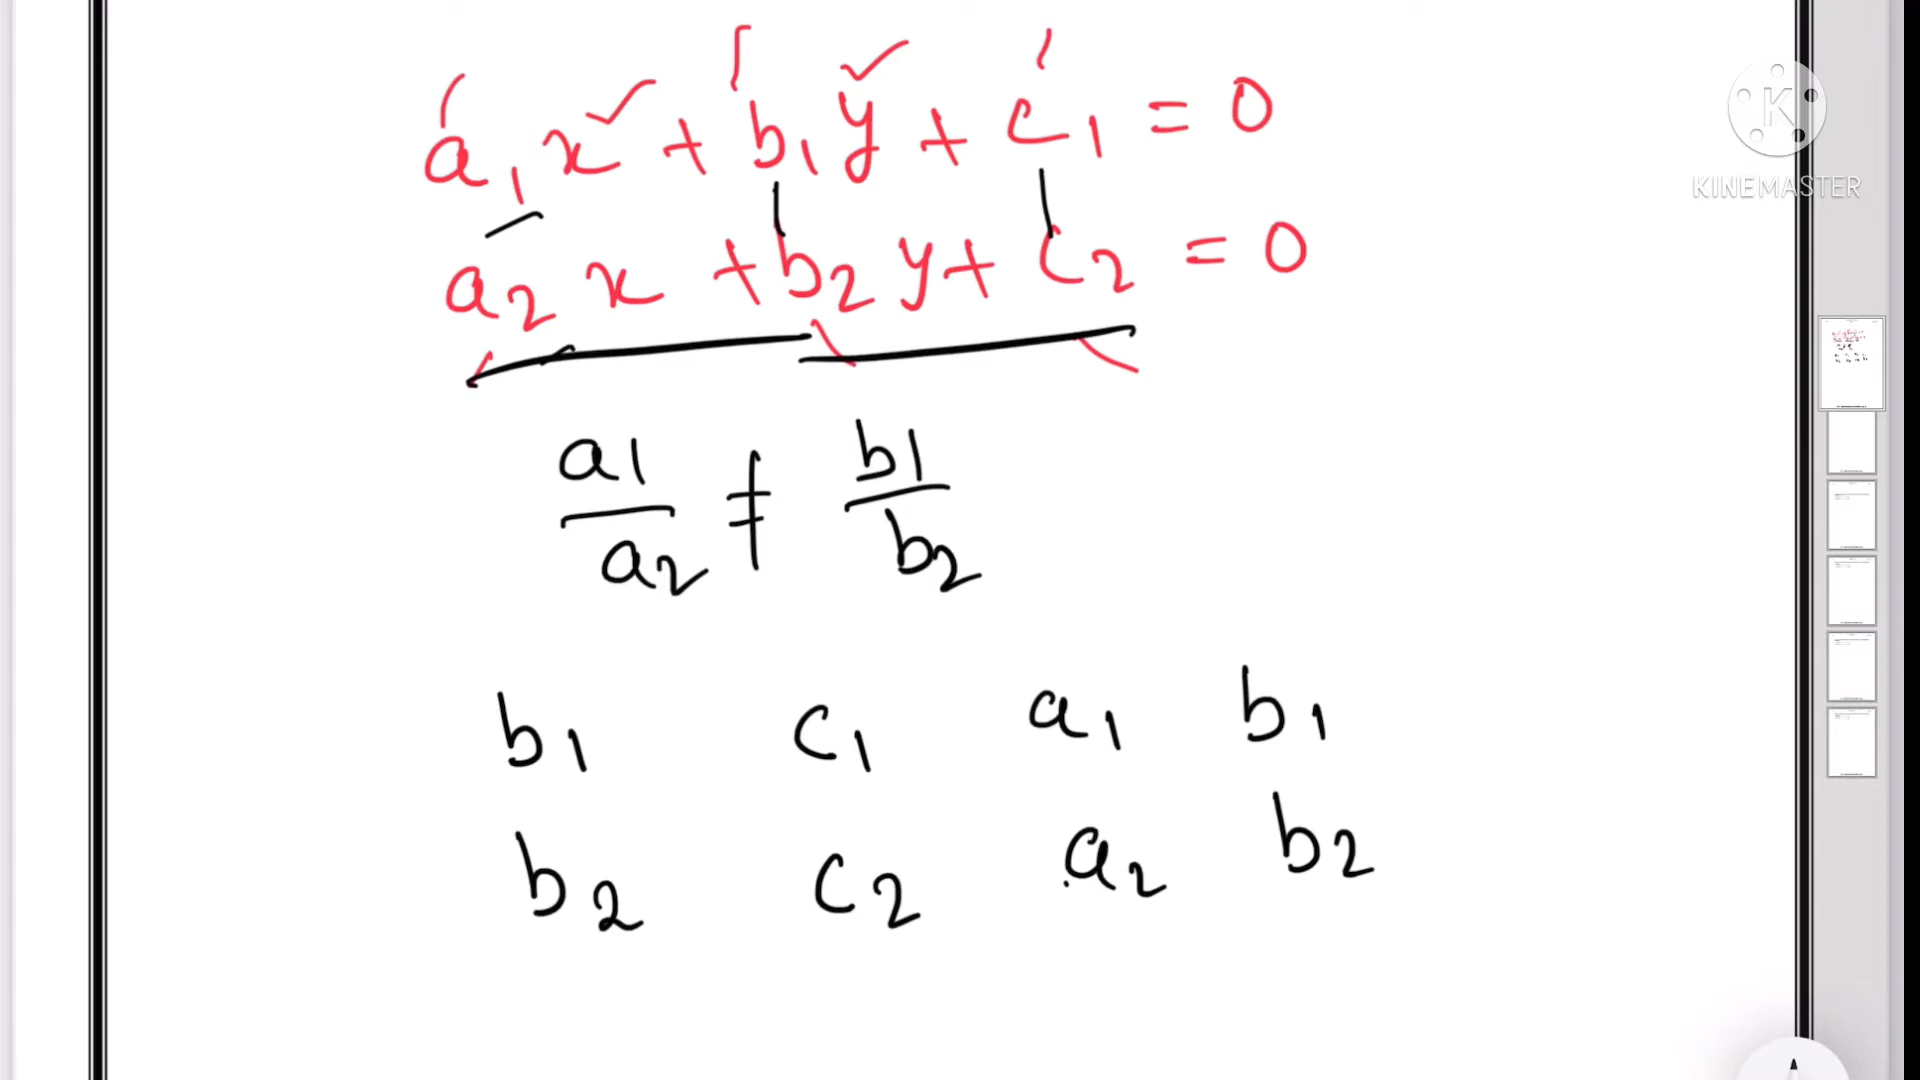 a₁x + b₁y + c₁ = 0
K
KINEMASTER
a₂x + b₂y + c₂ = 0
a1/a2 ≠ b1/b2
b₁ c₁ a₁ b₁
b₂ c₂ a₂ b₂